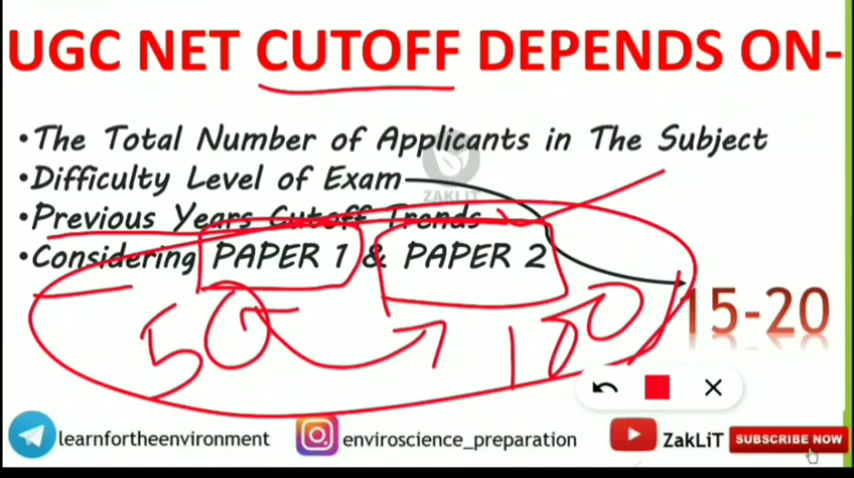 UGC NET CUTOFF DEPENDS ON-
•The Total Number of Applicants in The Subject
•Difficulty Level of Exam
ZAKLIT
•Previous Years Cutoff Trends
•Considering PAPER 1 & PAPER 2
15-20
50 100
learnfortheenvironment enviroscience_preparation ZakLiT SUBSCRIBE NOW